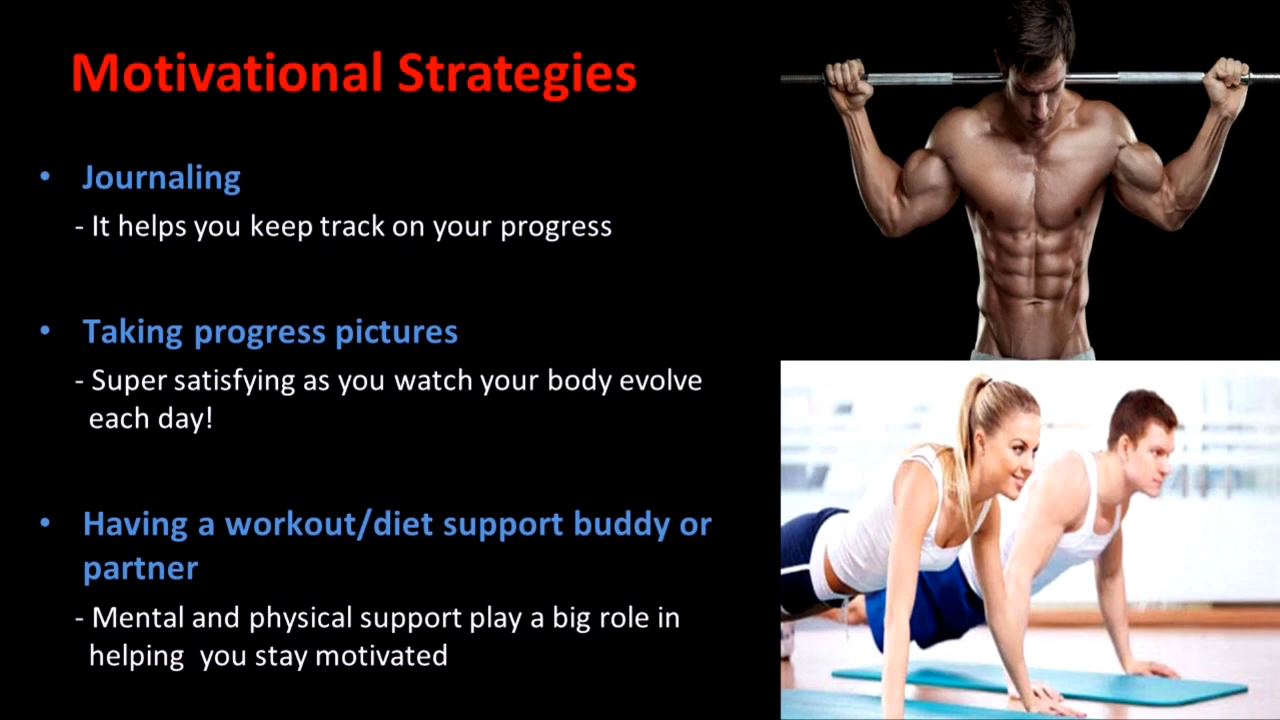 Motivational Strategies
• Journaling
- It helps you keep track on your progress
• Taking progress pictures
- Super satisfying as you watch your body evolve
each day!
• Having a workout/diet support buddy or
partner
- Mental and physical support play a big role in
helping  you stay motivated